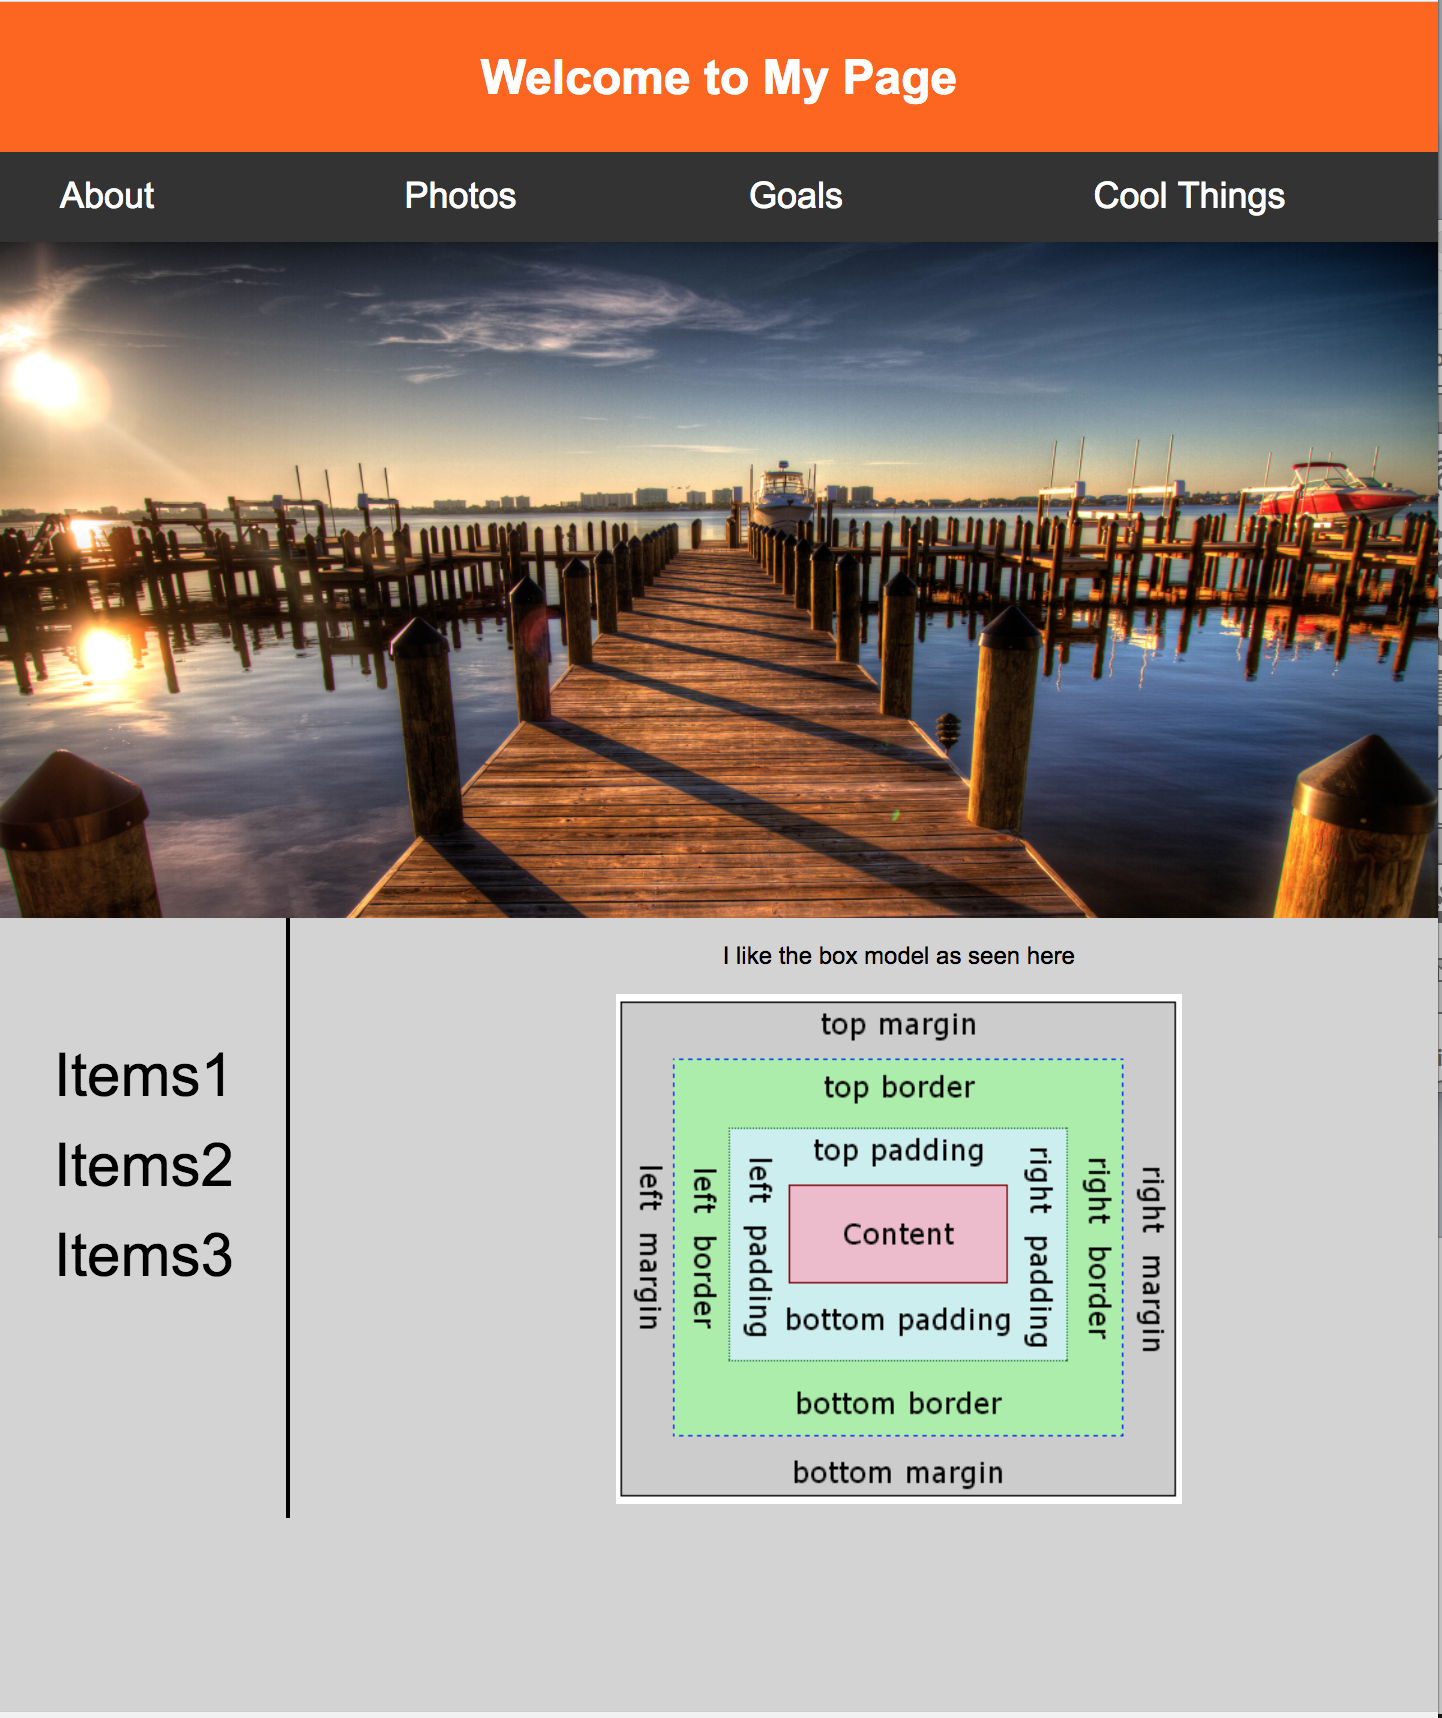 Welcome to My Page
About Photos Goals Cool Things
I like the box model as seen here
Items1
Items2
Items3
top margin
top border
top padding
left margin
left border
left padding
Content
right padding
right border
right margin
bottom padding
bottom border
bottom margin